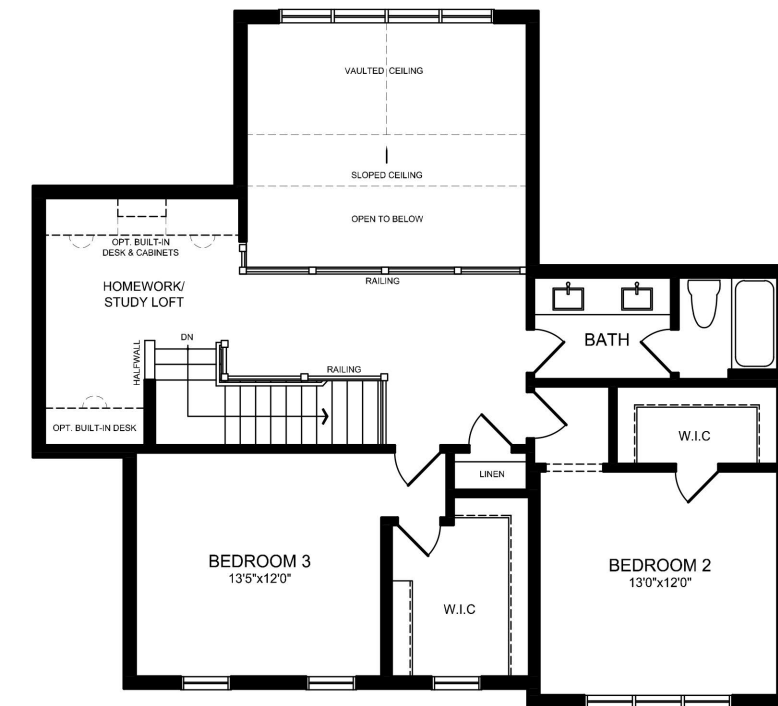 VAULTED CEILING
SLOPED CEILING
OPEN TO BELOW
OPT. BUILT-IN
DESK & CABINETS
RAILING
HOMEWORK/
STUDY LOFT
DN
HALFWALL
RAILING
BATH
OPT. BUILT-IN DESK
W.I.C
LINEN
BEDROOM 3
13'5"x12'0"
BEDROOM 2
13'0"x12'0"
W.I.C